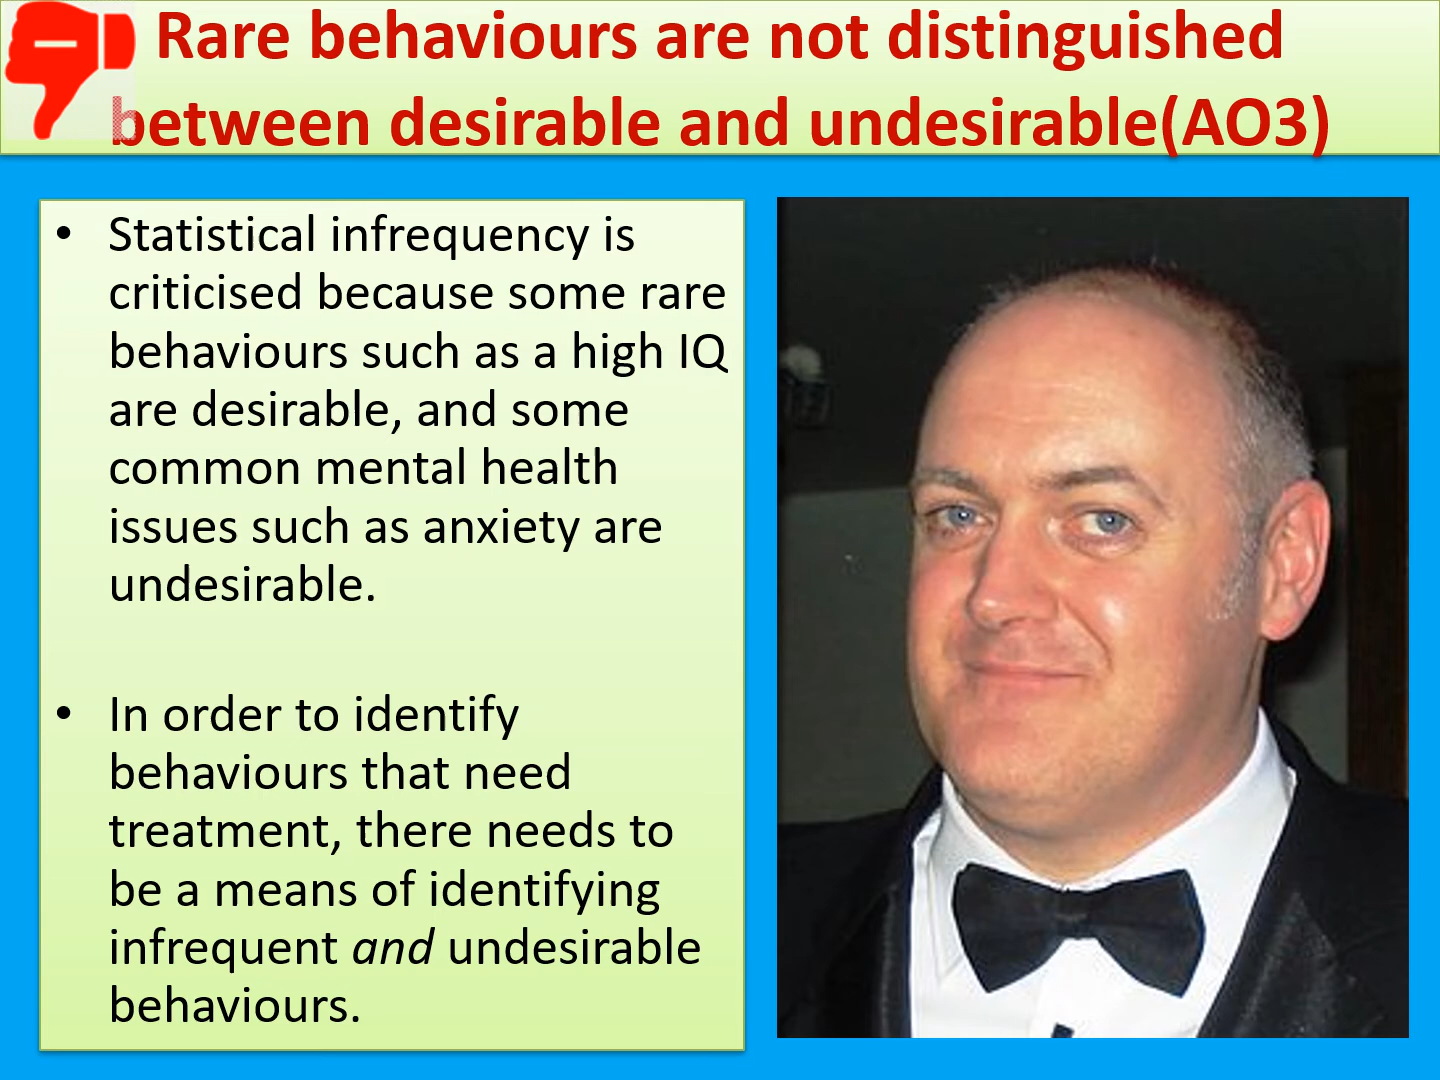 Rare behaviours are not distinguished
between desirable and undesirable(AO3)
• Statistical infrequency is
criticised because some rare
behaviours such as a high IQ
are desirable, and some
common mental health
issues such as anxiety are
undesirable.
• In order to identify
behaviours that need
treatment, there needs to
be a means of identifying
infrequent and undesirable
behaviours.